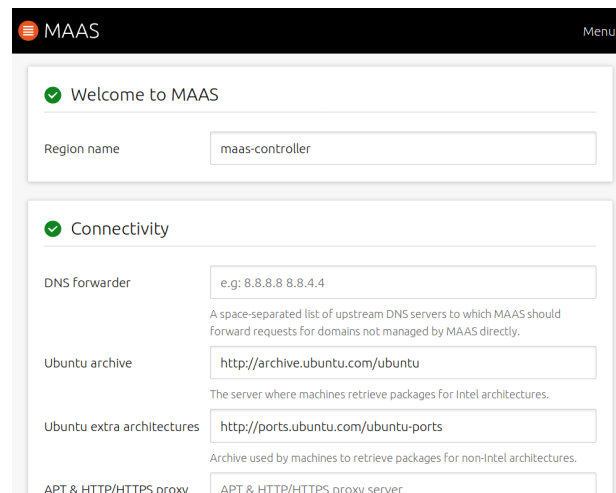 MAAS
Menu
Welcome to MAAS
Region name
maas-controller
Connectivity
DNS forwarder
e.g: 8.8.8.8 8.8.4.4
A space-separated list of upstream DNS servers to which MAAS should
forward requests for domains not managed by MAAS directly.
Ubuntu archive
http://archive.ubuntu.com/ubuntu
The server where machines retrieve packages for Intel architectures.
Ubuntu extra architectures
http://ports.ubuntu.com/ubuntu-ports
Archive used by machines to retrieve packages for non-Intel architectures.
APT & HTTP/HTTPS proxy
APT & HTTP/HTTPS proxy server